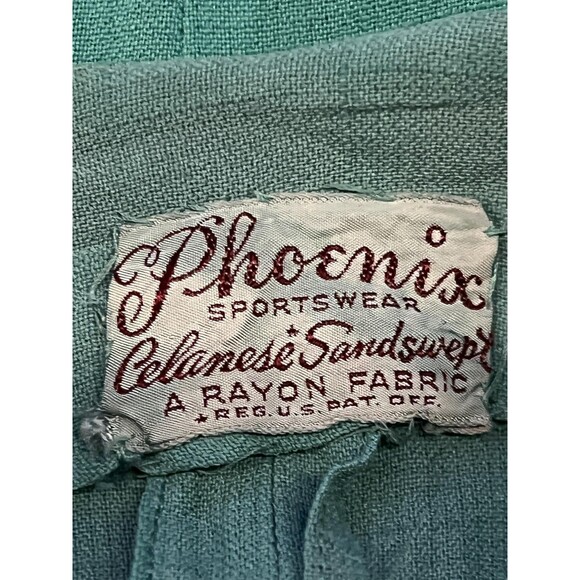 Phoenix
SPORTSWEAR
Celanese* Sandswept
A RAYON FABRIC
*REG. U.S. PAT. OFF.